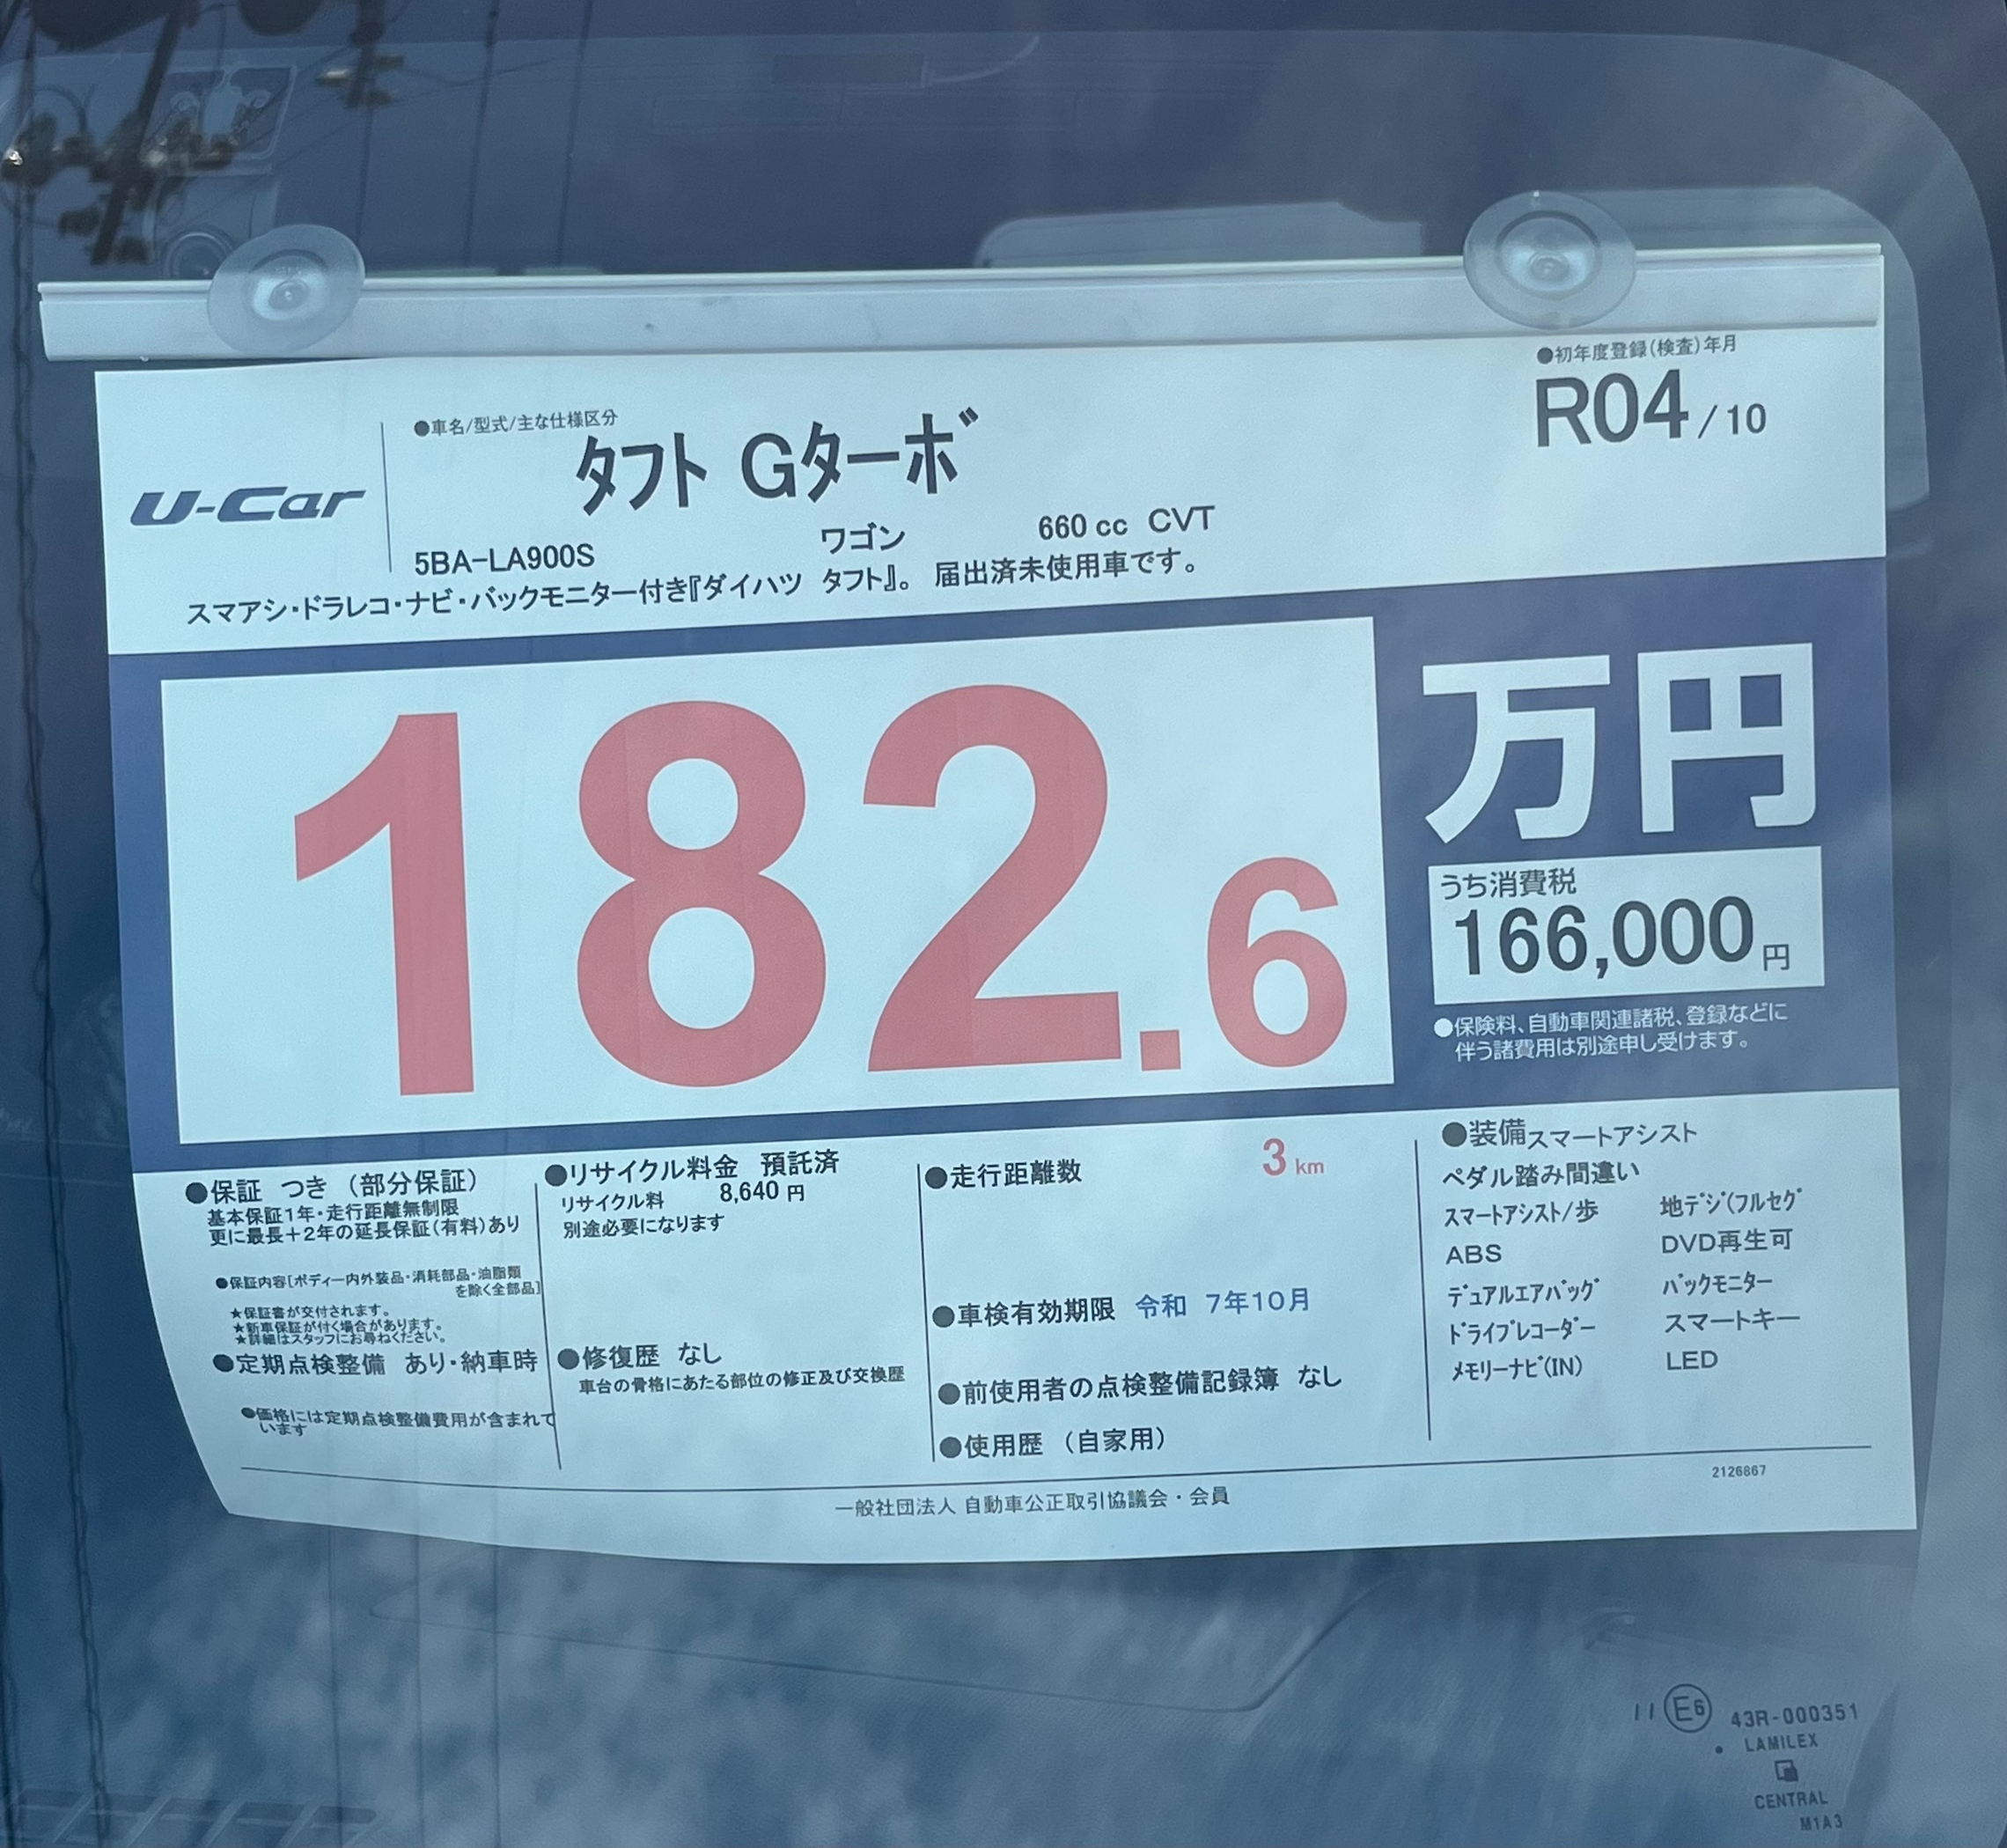 ●初年度登録(検査)年月
R04/10
●車名/型式/主な仕様区分
ﾀﾌﾄ Gﾀｰﾎﾞ
U-Car
5BA-LA900S ワゴン 660 cc CVT
スマアシ・ドラレコ・ナビ・バックモニター付き『ダイハツ タフト』。 届出済未使用車です。
182.6
万円
うち消費税
166,000円
●保険料、自動車関連諸税、登録などに
伴う諸費用は別途申し受けます。
●保証 つき (部分保証)
基本保証1年・走行距離無制限
更に最長+2年の延長保証(有料)あり
●保証内容[ボディー内外装品・消耗部品・油脂類
を除く全部品]
★保証書が交付されます。
★新車保証が付く場合があります。
★詳細はスタッフにお尋ねください。
●定期点検整備 あり・納車時
●価格には定期点検整備費用が含まれて
います
●リサイクル料金 預託済
リサイクル料 8,640 円
別途必要になります
●修復歴 なし
車台の骨格にあたる部位の修正及び交換歴
●走行距離数 3 km
●車検有効期限 令和 7年10月
●前使用者の点検整備記録簿 なし
●使用歴 (自家用)
●装備スマートアシスト
ペダル踏み間違い
ｽﾏｰﾄｱｼｽﾄ/歩 地ﾃﾞｼﾞ(ﾌﾙｾｸﾞ
ABS DVD再生可
ﾃﾞｭｱﾙｴｱﾊﾞｯｸﾞ ﾊﾞｯｸﾓﾆﾀｰ
ﾄﾞﾗｲﾌﾞﾚｺｰﾀﾞｰ スマートキー
ﾒﾓﾘｰﾅﾋﾞ(IN) LED
2126867
一般社団法人 自動車公正取引協議会・会員
11 E6 43R-000351
LAMILEX
CENTRAL
M1A3